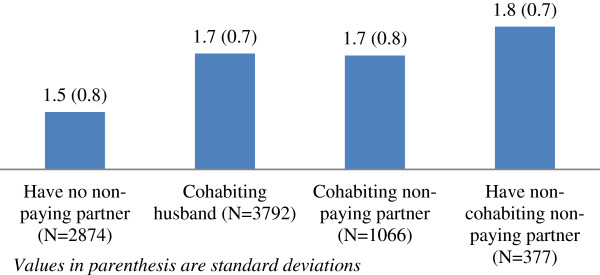 1.5 (0.8)
1.7 (0.7)
1.7 (0.8)
1.8 (0.7)
Have no non-
paying partner
(N=2874)
Cohabiting
husband (N=3792)
Cohabiting non-
paying partner
(N=1066)
Have non-
cohabiting non-
paying partner
(N=377)
Values in parenthesis are standard deviations